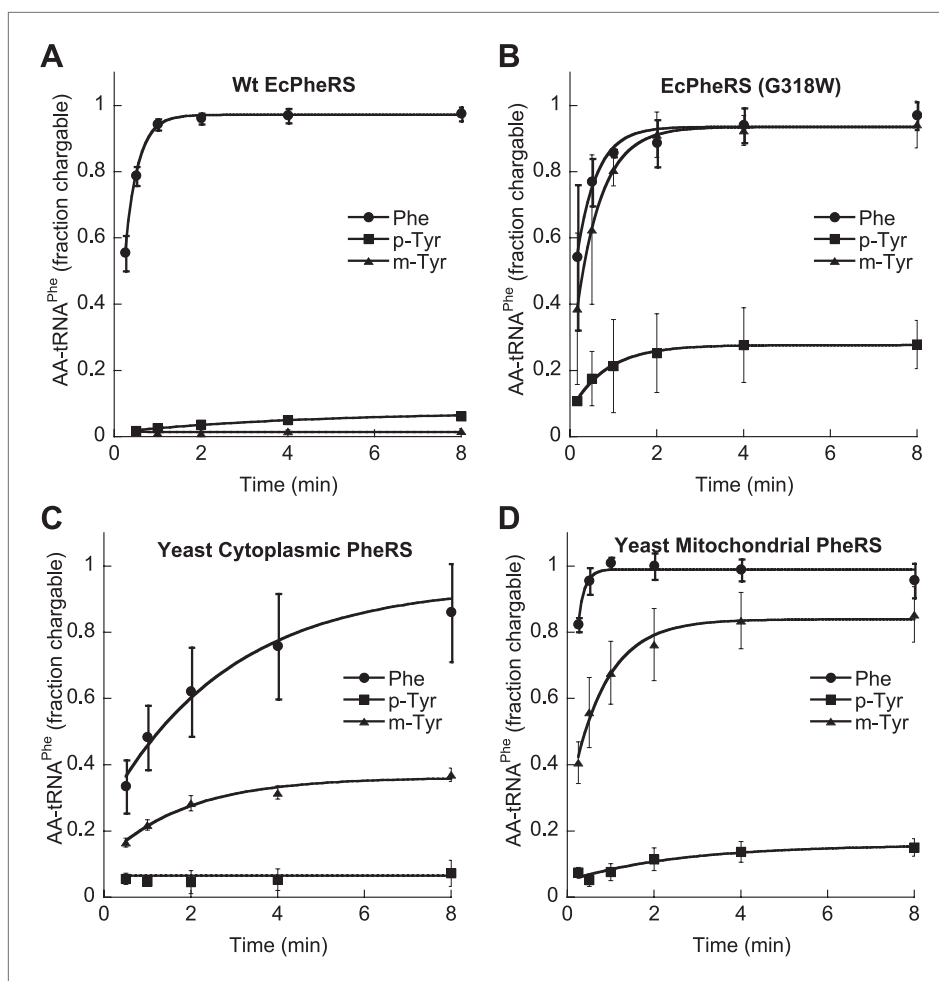 A
Wt EcPheRS
1
0.8
0.6
0.4
0.2
0
AA-tRNA^Phe (fraction chargable)
Phe
p-Tyr
m-Tyr
0 2 4 6 8
Time (min)
B
EcPheRS (G318W)
1
0.8
0.6
0.4
0.2
0
AA-tRNA^Phe (fraction chargable)
Phe
p-Tyr
m-Tyr
0 2 4 6 8
Time (min)
C
Yeast Cytoplasmic PheRS
1
0.8
0.6
0.4
0.2
0
AA-tRNA^Phe (fraction chargable)
Phe
p-Tyr
m-Tyr
0 2 4 6 8
Time (min)
D
Yeast Mitochondrial PheRS
1
0.8
0.6
0.4
0.2
0
AA-tRNA^Phe (fraction chargable)
Phe
p-Tyr
m-Tyr
0 2 4 6 8
Time (min)